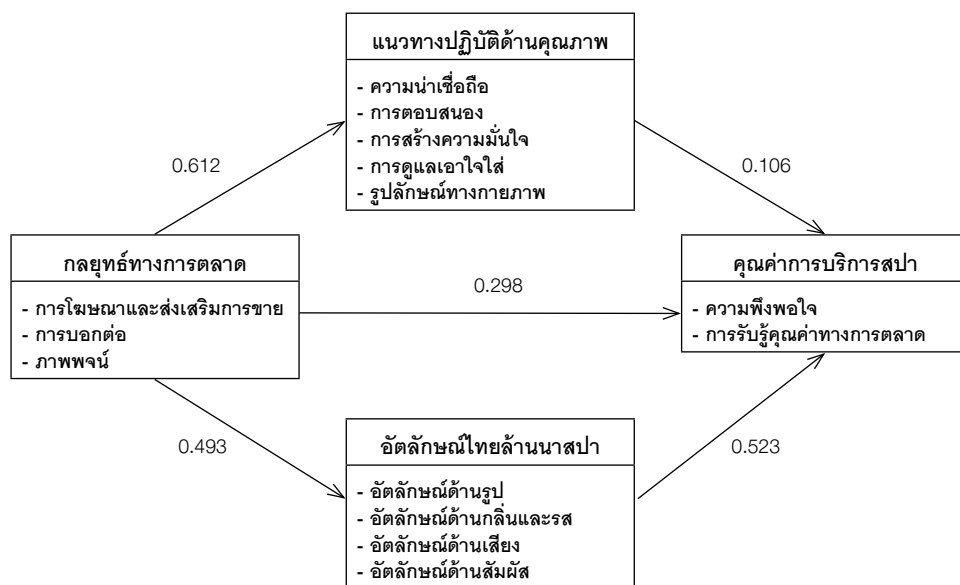 แนวทางปฏิบัติด้านคุณภาพ
- ความน่าเชื่อถือ
- การตอบสนอง
- การสร้างความมั่นใจ
- การดูแลเอาใจใส่
- รูปลักษณ์ทางกายภาพ
0.612
0.106
กลยุทธ์ทางการตลาด
- การโฆษณาและส่งเสริมการขาย
- การบอกต่อ
- ภาพพจน์
0.298
คุณค่าการบริการสปา
- ความพึงพอใจ
- การรับรู้คุณค่าทางการตลาด
0.493
0.523
อัตลักษณ์ไทยล้านนาสปา
- อัตลักษณ์ด้านรูป
- อัตลักษณ์ด้านกลิ่นและรส
- อัตลักษณ์ด้านเสียง
- อัตลักษณ์ด้านสัมผัส